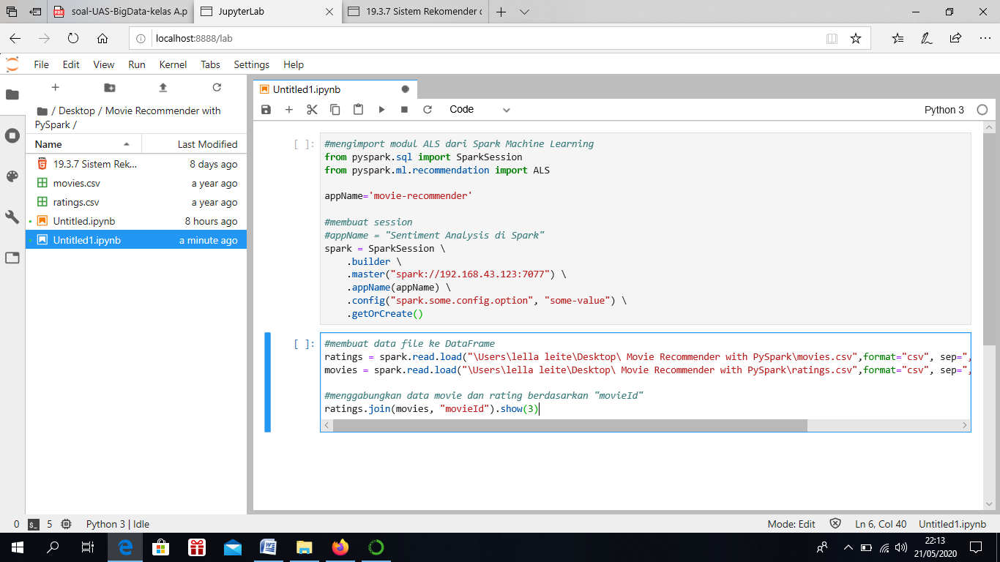 soal-UAS-BigData-kelas A.p
JupyterLab
19.3.7 Sistem Rekomender d
localhost:8888/lab
File Edit View Run Kernel Tabs Settings Help
/ Desktop / Movie Recommender with
PySpark /
Name Last Modified
19.3.7 Sistem Rek... 8 days ago
movies.csv a year ago
ratings.csv a year ago
Untitled.ipynb 8 hours ago
Untitled1.ipynb a minute ago
Untitled1.ipynb
Code
Python 3
[ ]:
#mengimport modul ALS dari Spark Machine Learning
from pyspark.sql import SparkSession
from pyspark.ml.recommendation import ALS
appName='movie-recommender'
#membuat session
#appName = "Sentiment Analysis di Spark"
spark = SparkSession \
.builder \
.master("spark://192.168.43.123:7077") \
.appName(appName) \
.config("spark.some.config.option", "some-value") \
.getOrCreate()
[ ]:
#membuat data file ke DataFrame
ratings = spark.read.load("\Users\lella leite\Desktop\ Movie Recommender with PySpark\movies.csv",format="csv", sep=",
movies = spark.read.load("\Users\lella leite\Desktop\ Movie Recommender with PySpark\ratings.csv",format="csv", sep=",
#menggabungkan data movie dan rating berdasarkan "movieId"
ratings.join(movies, "movieId").show(3)
0 5 Python 3 | Idle
Mode: Edit Ln 6, Col 40 Untitled1.ipynb
22:13
21/05/2020